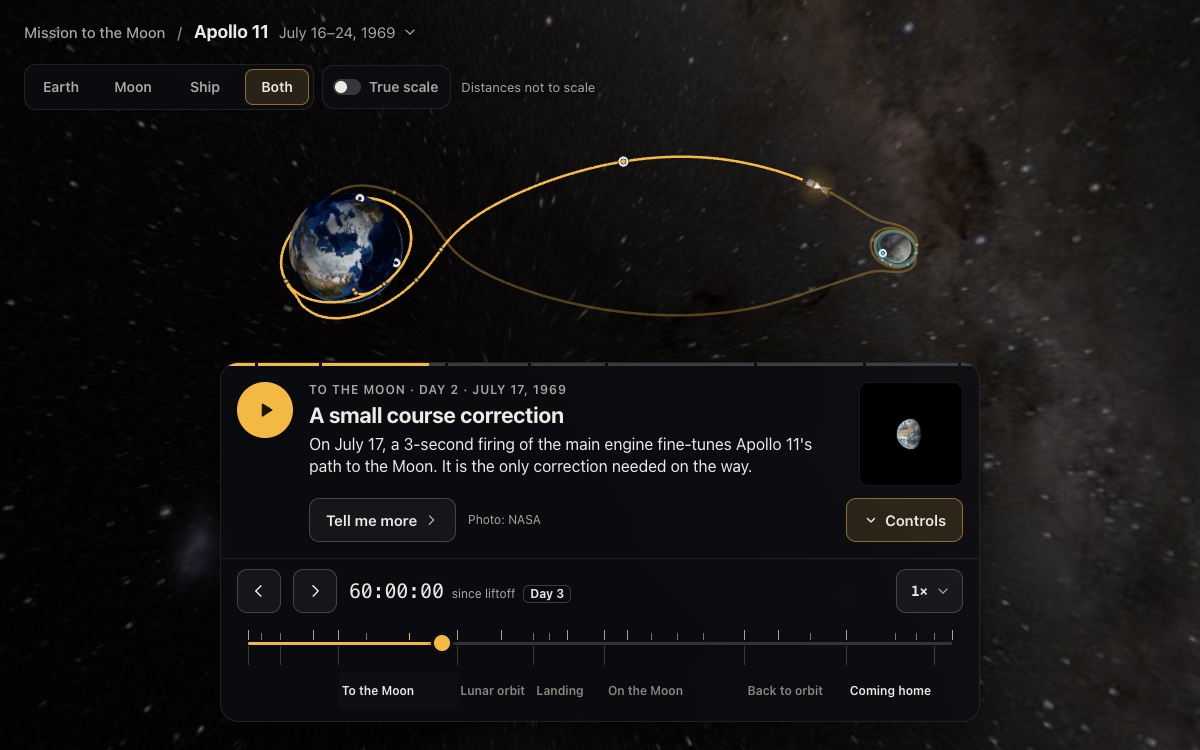 Mission to the Moon / Apollo 11 July 16–24, 1969
Earth Moon Ship Both True scale Distances not to scale
TO THE MOON · DAY 2 · JULY 17, 1969
A small course correction
On July 17, a 3-second firing of the main engine fine-tunes Apollo 11's
path to the Moon. It is the only correction needed on the way.
Tell me more Photo: NASA Controls
60:00:00 since liftoff Day 3 1×
To the Moon Lunar orbit Landing On the Moon Back to orbit Coming home